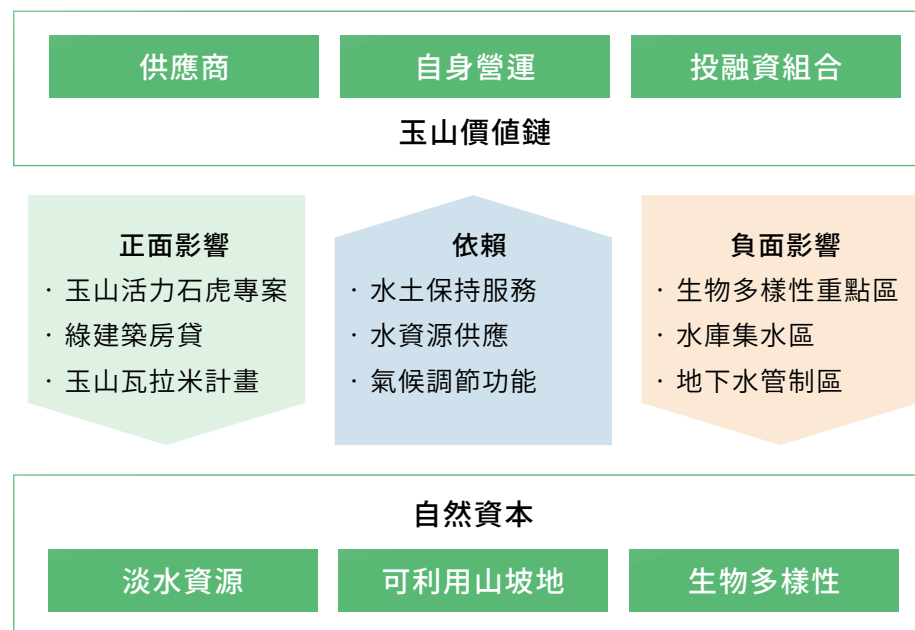 供應商
自身營運
投融資組合
玉山價值鏈
正面影響
· 玉山活力石虎專案
· 綠建築房貸
· 玉山瓦拉米計畫
依賴
· 水土保持服務
· 水資源供應
· 氣候調節功能
負面影響
· 生物多樣性重點區
· 水庫集水區
· 地下水管制區
自然資本
淡水資源
可利用山坡地
生物多樣性